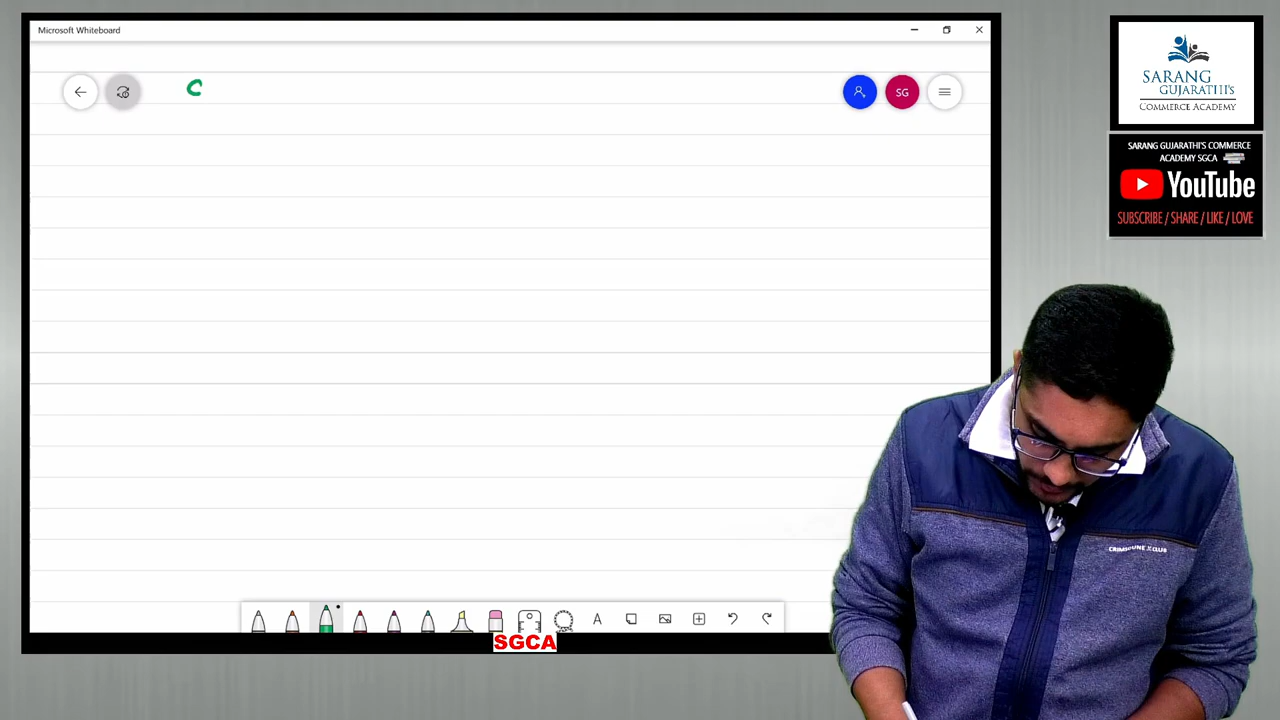 Microsoft Whiteboard
C
SG
A
SGCA
SARANG
GUJARATHI'S
COMMERCE ACADEMY
SARANG GUJARATHI'S COMMERCE
ACADEMY SGCA
YouTube
SUBSCRIBE / SHARE / LIKE / LOVE
CRIMSOUNE CLUB